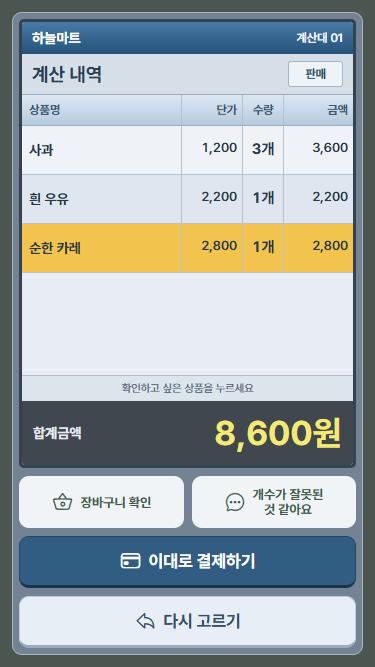 하늘마트 계산대 01
계산 내역 판매
상품명 단가 수량 금액
사과 1,200 3개 3,600
흰 우유 2,200 1개 2,200
순한 카레 2,800 1개 2,800
확인하고 싶은 상품을 누르세요
합계금액 8,600원
장바구니 확인
개수가 잘못된
것 같아요
이대로 결제하기
다시 고르기